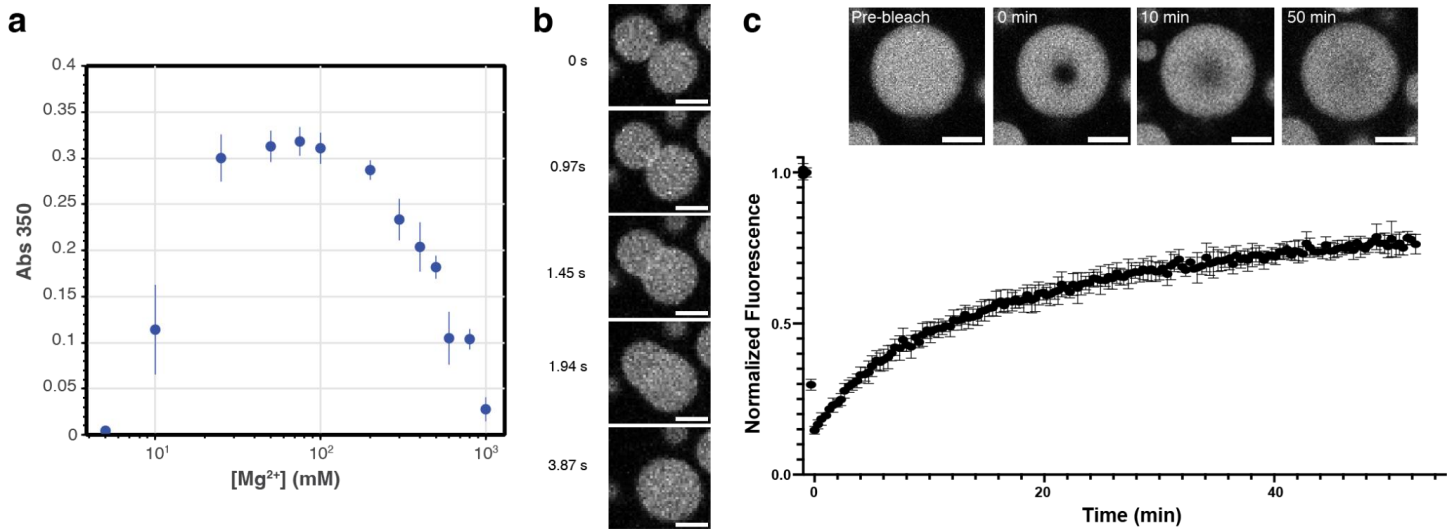 a
0.4
0.35
0.3
0.25
0.2
0.15
0.1
0.05
0
Abs 350
10¹
10²
10³
[Mg²⁺] (mM)
b
0 s
0.97s
1.45 s
1.94 s
3.87 s
c
Pre-bleach
0 min
10 min
50 min
1.0
0.5
0.0
Normalized Fluorescence
0
20
40
Time (min)